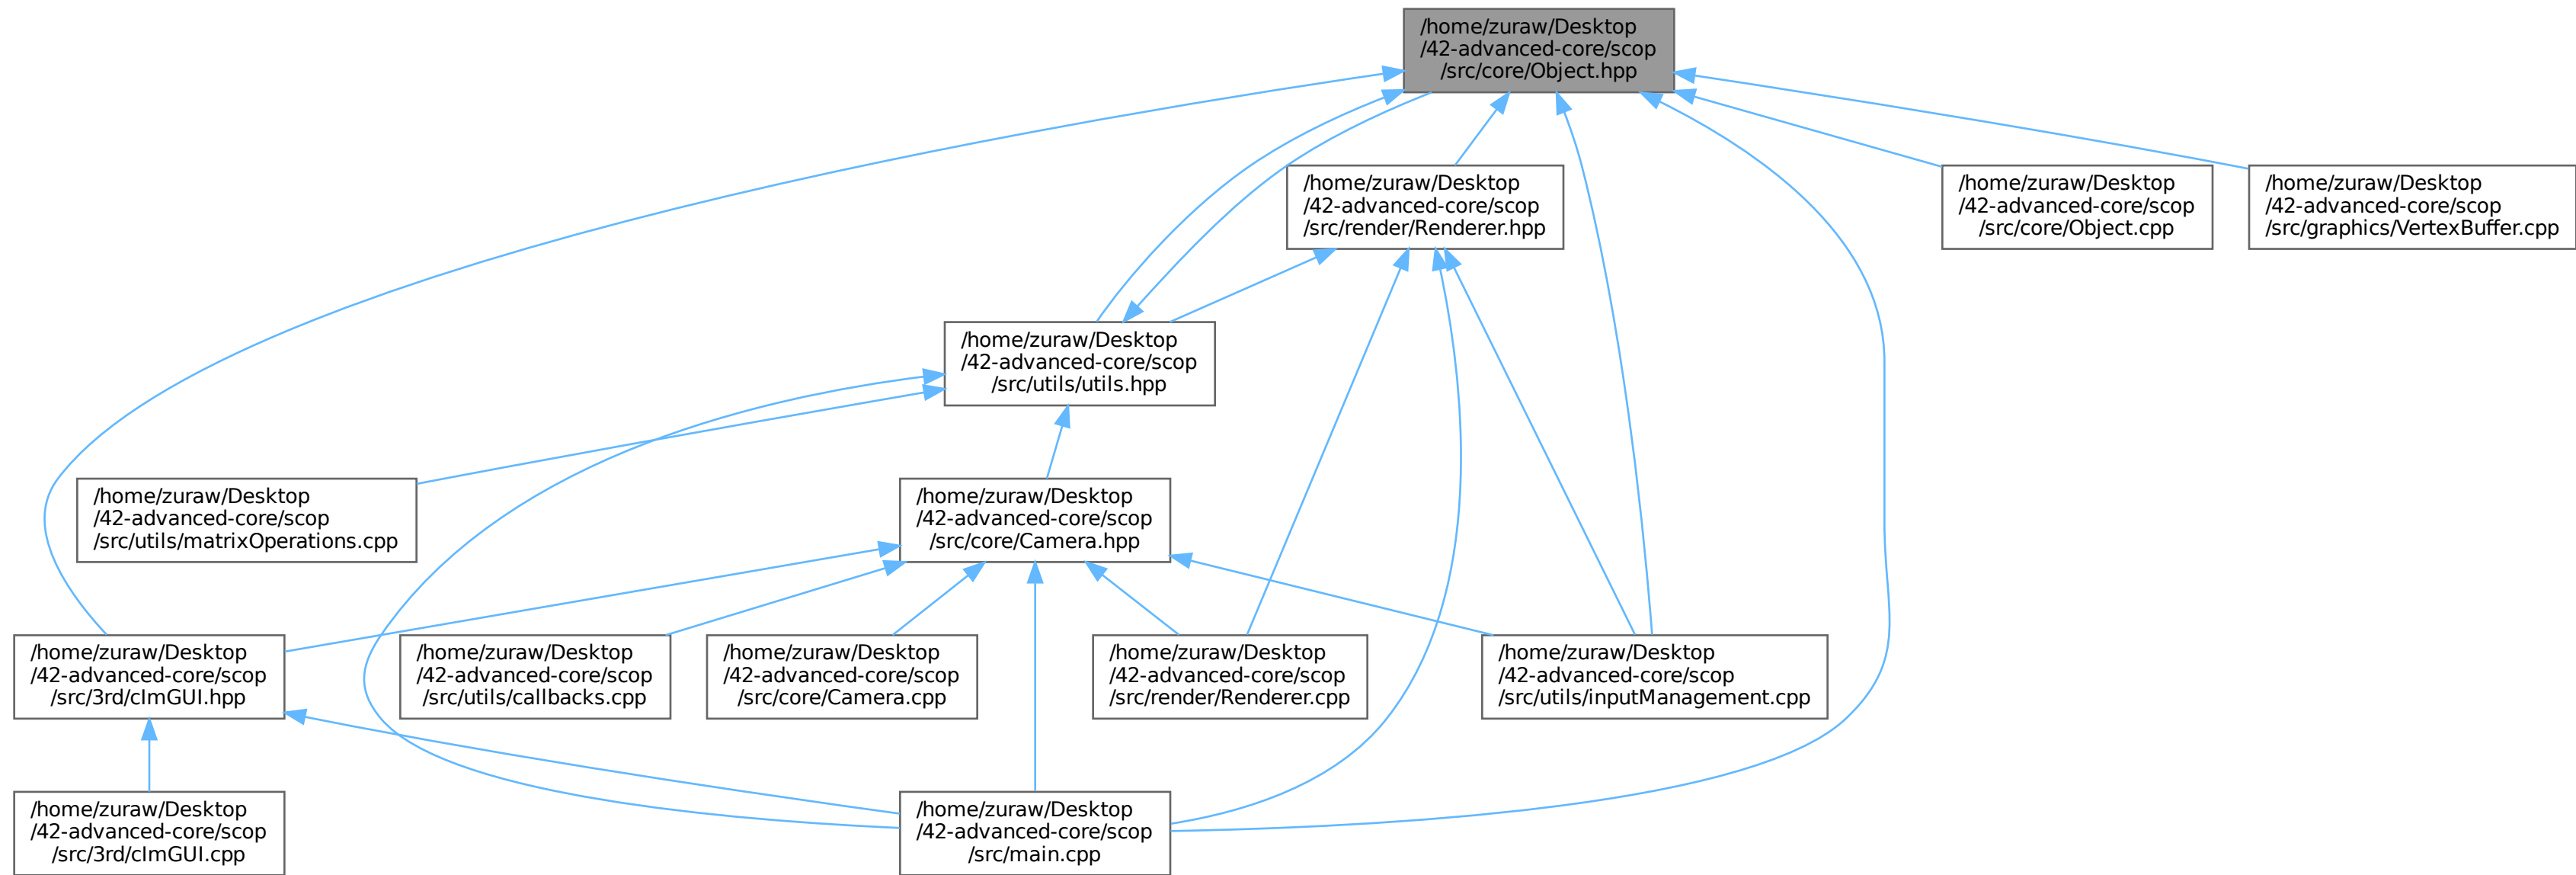 /home/zuraw/Desktop
/42-advanced-core/scop
/src/core/Object.hpp
/home/zuraw/Desktop
/42-advanced-core/scop
/src/render/Renderer.hpp
/home/zuraw/Desktop
/42-advanced-core/scop
/src/core/Object.cpp
/home/zuraw/Desktop
/42-advanced-core/scop
/src/graphics/VertexBuffer.cpp
/home/zuraw/Desktop
/42-advanced-core/scop
/src/utils/utils.hpp
/home/zuraw/Desktop
/42-advanced-core/scop
/src/utils/matrixOperations.cpp
/home/zuraw/Desktop
/42-advanced-core/scop
/src/core/Camera.hpp
/home/zuraw/Desktop
/42-advanced-core/scop
/src/3rd/cImGUI.hpp
/home/zuraw/Desktop
/42-advanced-core/scop
/src/utils/callbacks.cpp
/home/zuraw/Desktop
/42-advanced-core/scop
/src/core/Camera.cpp
/home/zuraw/Desktop
/42-advanced-core/scop
/src/render/Renderer.cpp
/home/zuraw/Desktop
/42-advanced-core/scop
/src/utils/inputManagement.cpp
/home/zuraw/Desktop
/42-advanced-core/scop
/src/3rd/cImGUI.cpp
/home/zuraw/Desktop
/42-advanced-core/scop
/src/main.cpp